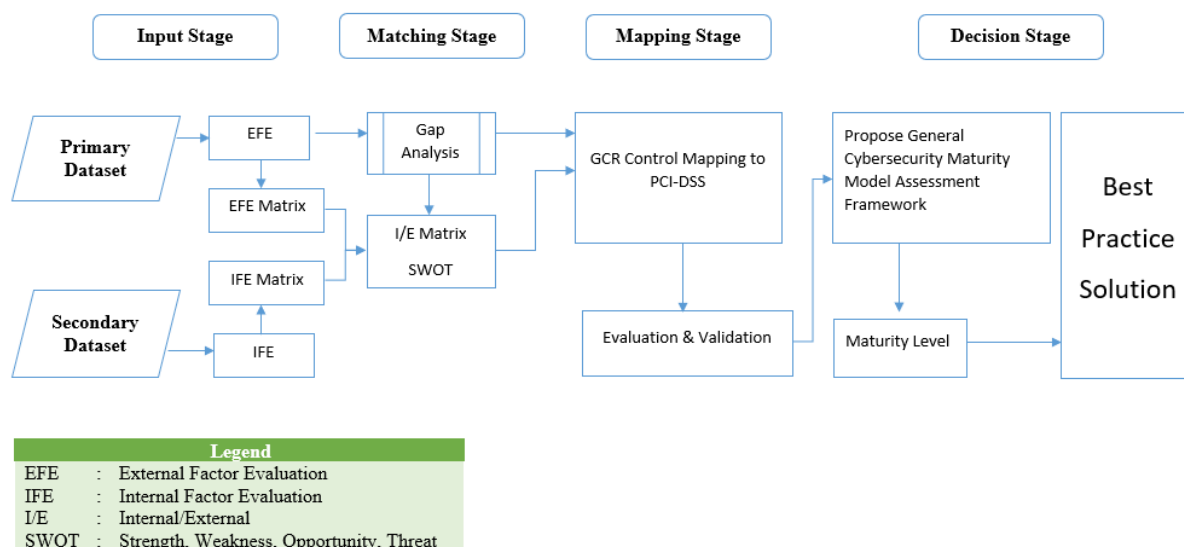 Input Stage
Matching Stage
Mapping Stage
Decision Stage
Primary
Dataset
EFE
EFE Matrix
IFE Matrix
Secondary
Dataset
IFE
Gap
Analysis
I/E Matrix
SWOT
GCR Control Mapping to
PCI-DSS
Evaluation & Validation
Propose General
Cybersecurity Maturity
Model Assessment
Framework
Maturity Level
Best
Practice
Solution
Legend
EFE : External Factor Evaluation
IFE : Internal Factor Evaluation
I/E : Internal/External
SWOT : Strength, Weakness, Opportunity, Threat